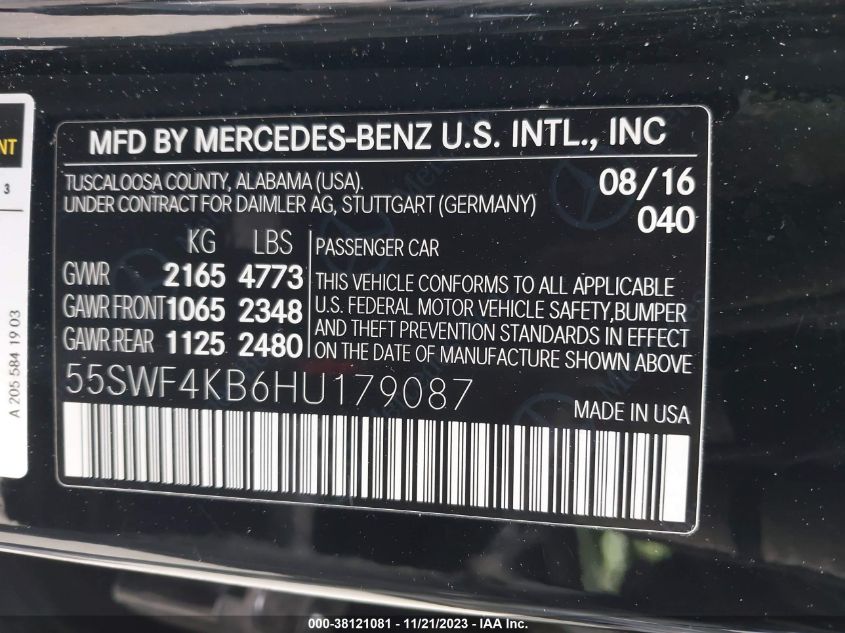 NT
3
A 205 584 19 03
MFD BY MERCEDES-BENZ U.S. INTL., INC
TUSCALOOSA COUNTY, ALABAMA (USA).
UNDER CONTRACT FOR DAIMLER AG, STUTTGART (GERMANY)
08/16
040
KG LBS
GWR 2165 4773
GAWR FRONT 1065 2348
GAWR REAR 1125 2480
PASSENGER CAR
THIS VEHICLE CONFORMS TO ALL APPLICABLE
U.S. FEDERAL MOTOR VEHICLE SAFETY,BUMPER
AND THEFT PREVENTION STANDARDS IN EFFECT
ON THE DATE OF MANUFACTURE SHOWN ABOVE
55SWF4KB6HU179087
MADE IN USA
000-38121081 - 11/21/2023 - IAA Inc.